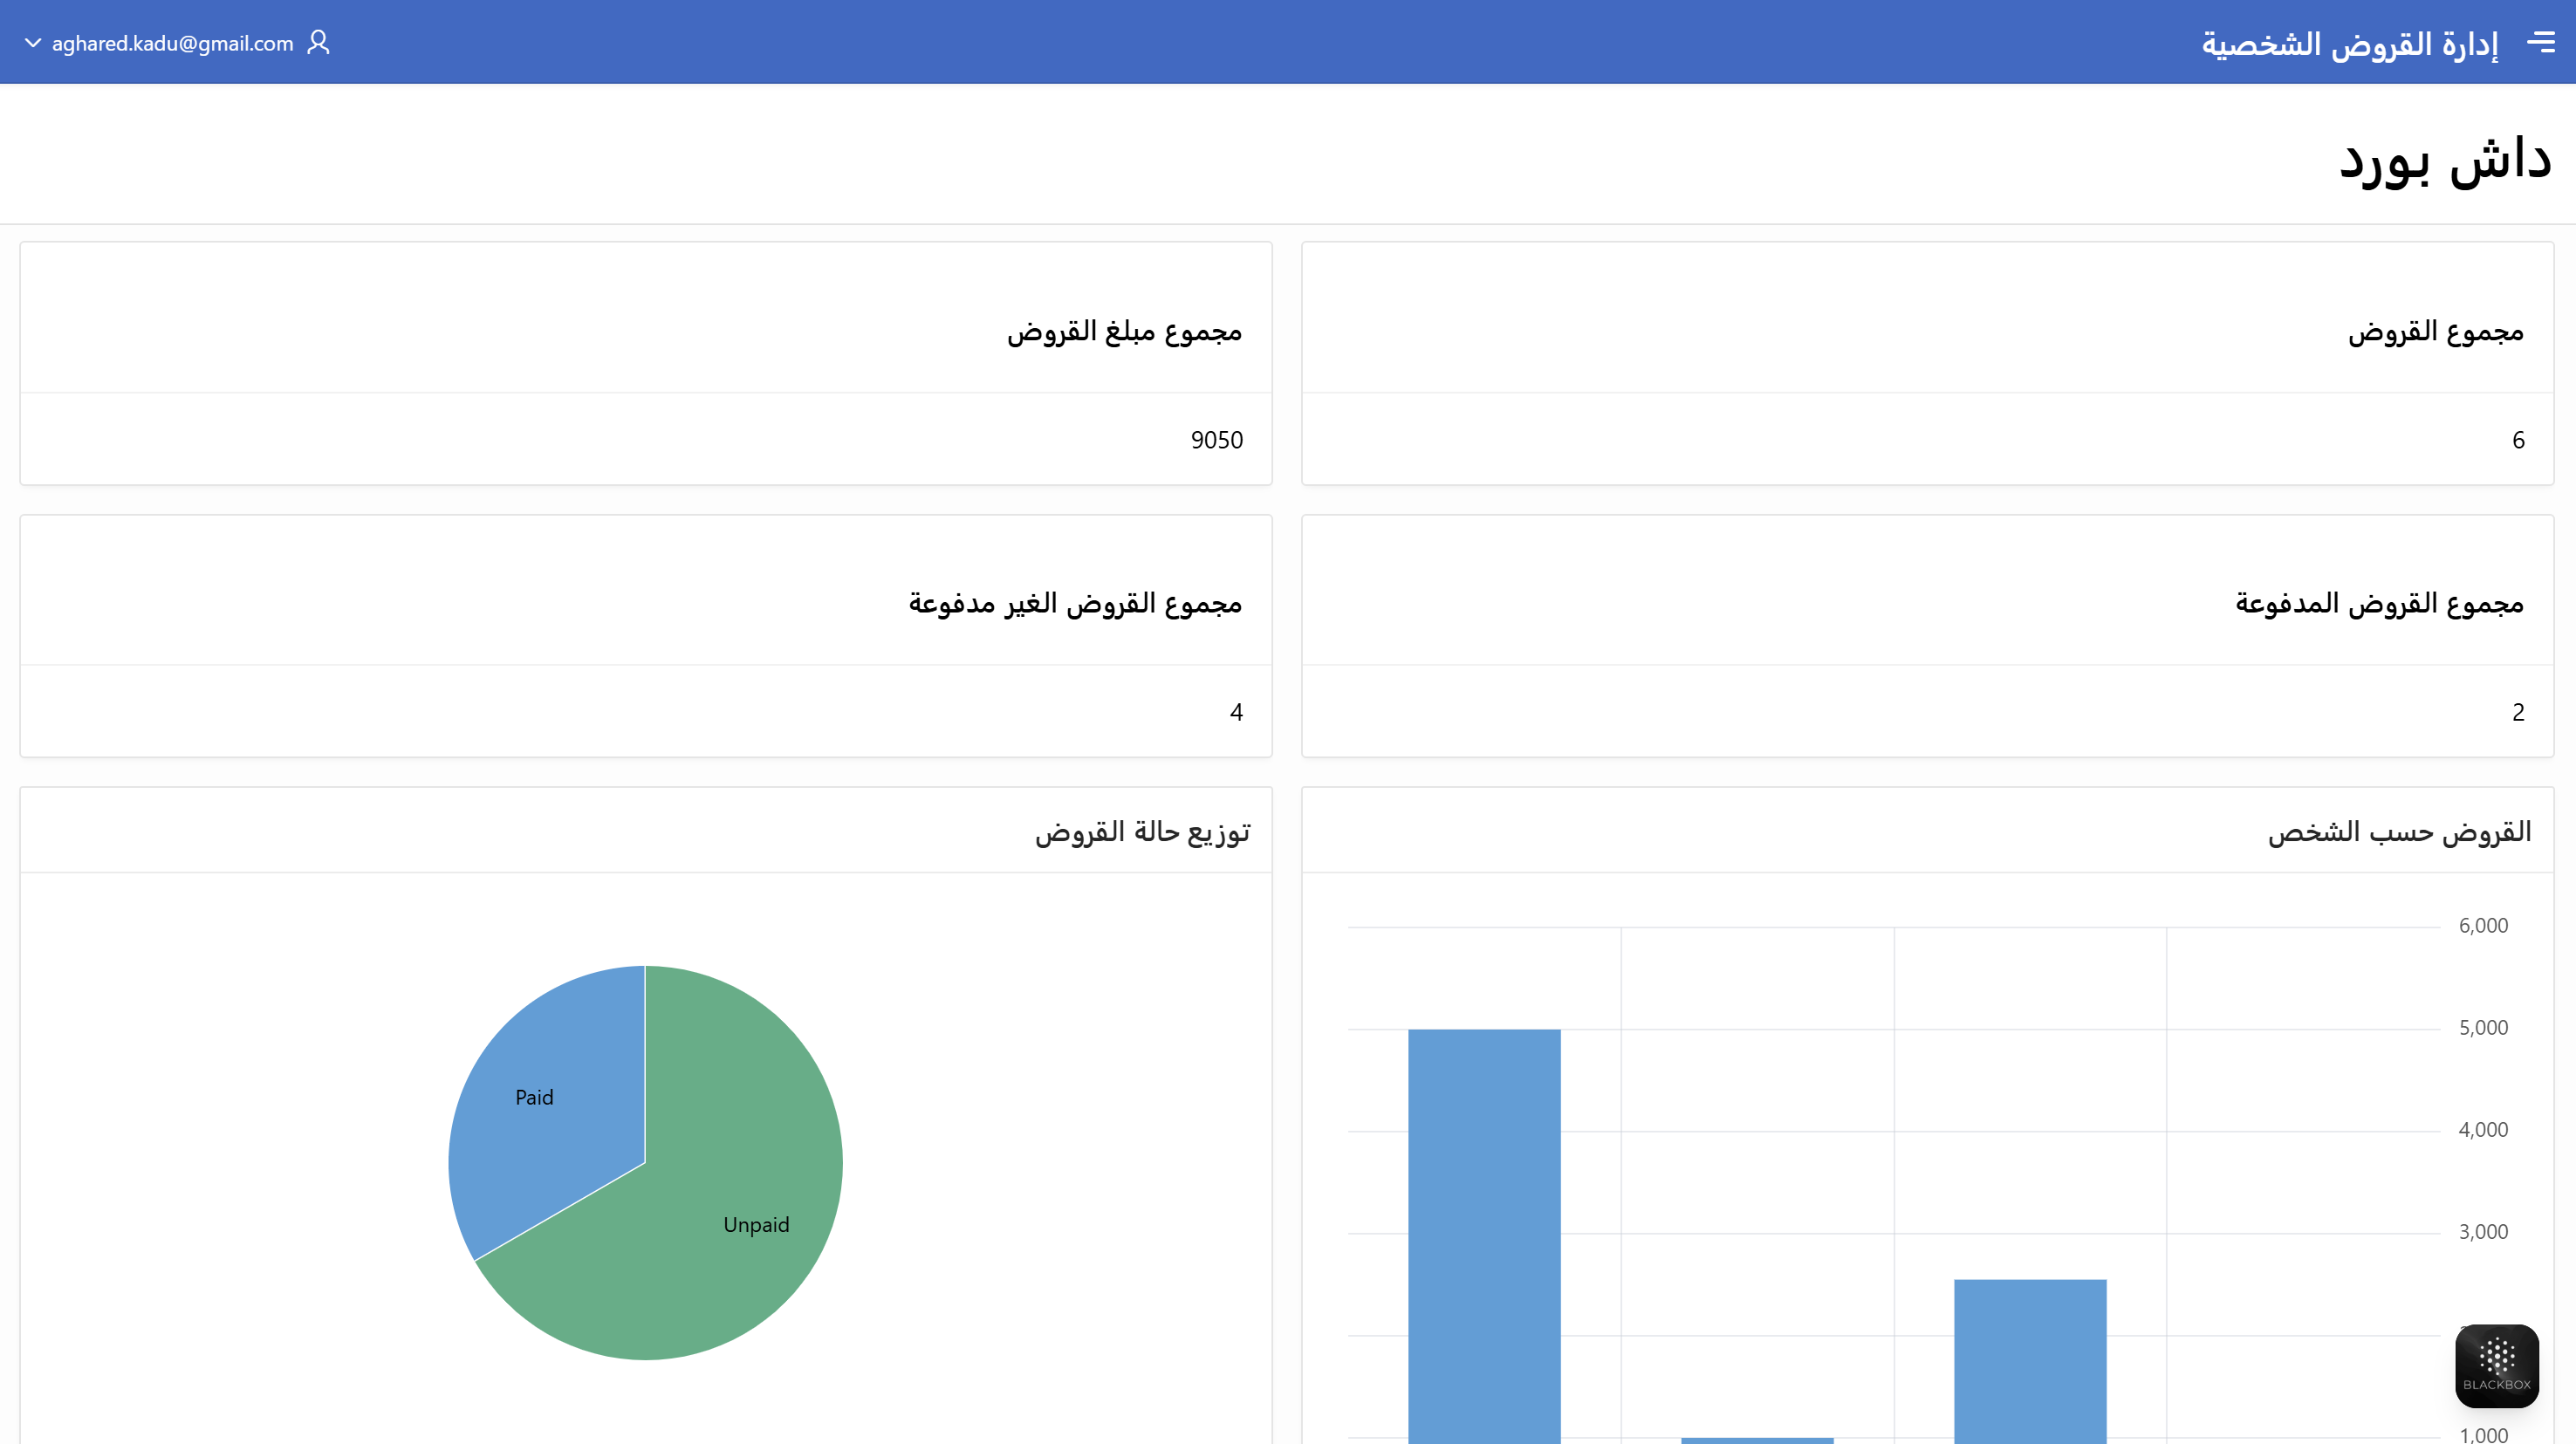 إدارة القروض الشخصية
aghared.kadu@gmail.com
داش بورد
مجموع القروض
6
مجموع مبلغ القروض
9050
مجموع القروض المدفوعة
2
مجموع القروض الغير مدفوعة
4
القروض حسب الشخص
6,000
5,000
4,000
3,000
1,000
BLACKBOX
توزيع حالة القروض
Paid
Unpaid